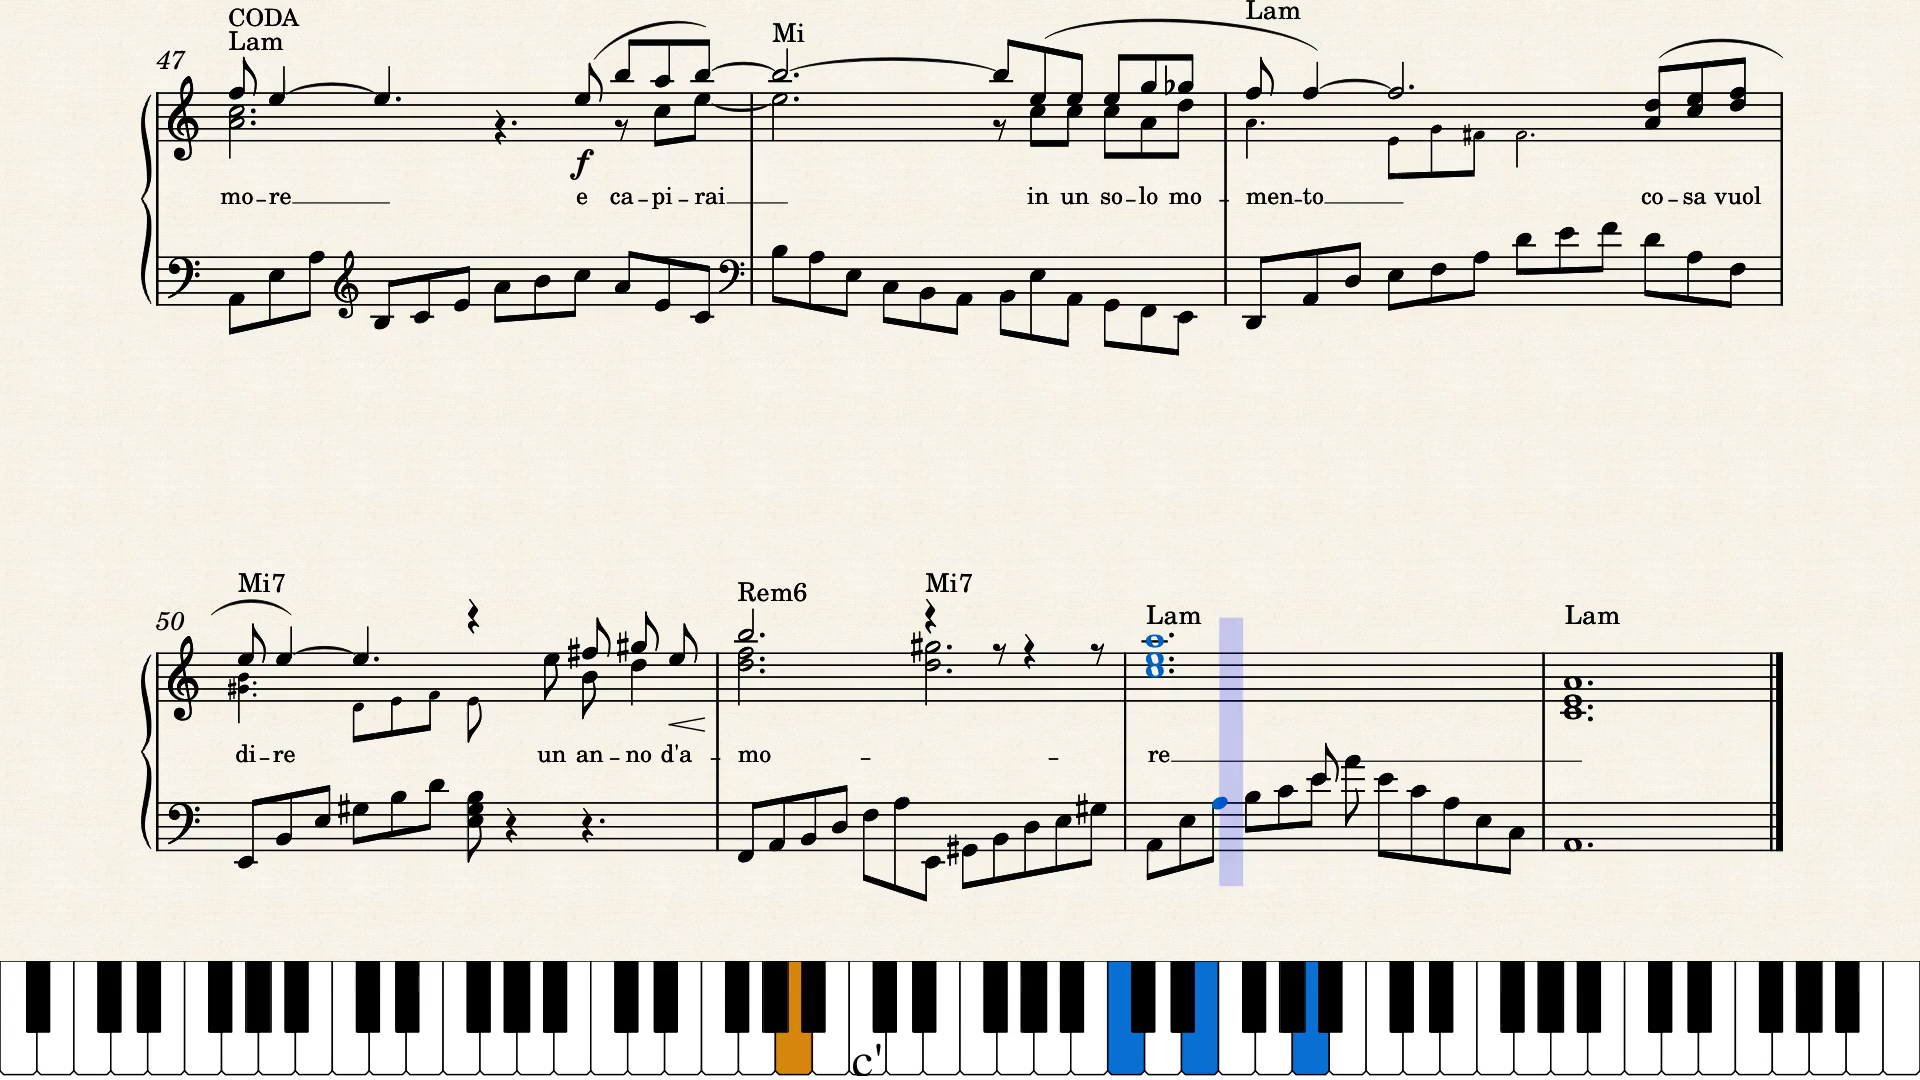 CODA
Lam Mi Lam
47
f
mo-re e ca-pi-rai in un so-lo mo-men-to co-sa vuol
Mi7 Rem6 Mi7 Lam Lam
50
di-re un an-no d'a-mo-re
c'